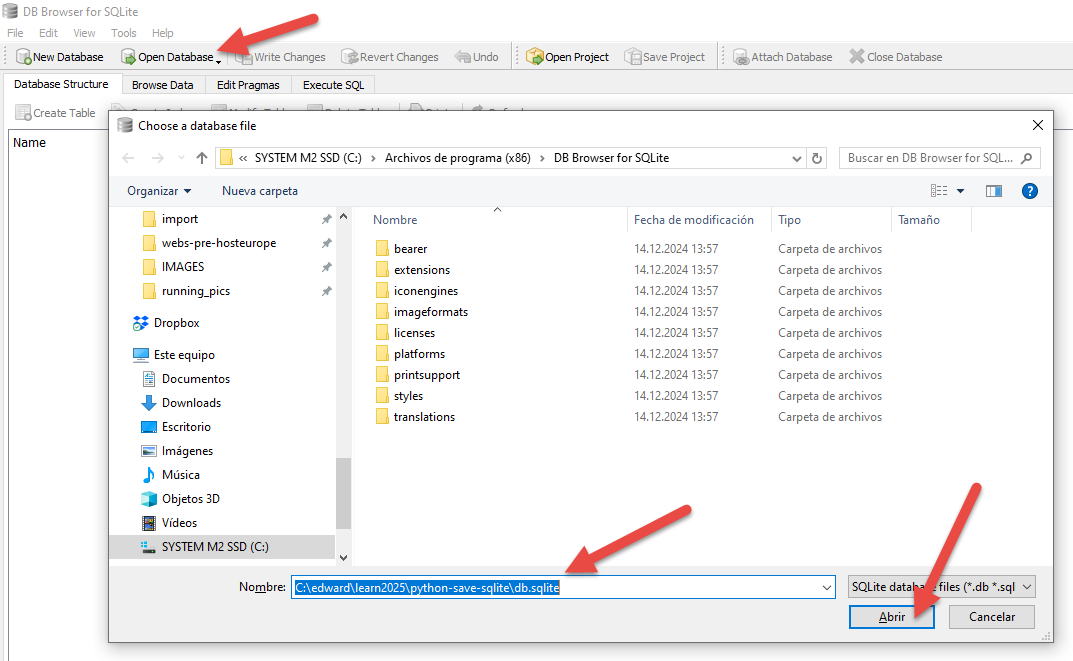 DB Browser for SQLite
File Edit View Tools Help
New Database Open Database Write Changes Revert Changes Undo Open Project Save Project Attach Database Close Database
Database Structure Browse Data Edit Pragmas Execute SQL
Create Table
Name
Choose a database file
« SYSTEM M2 SSD (C:) › Archivos de programa (x86) › DB Browser for SQLite
Buscar en DB Browser for SQL...
Organizar Nueva carpeta
import
webs-pre-hosteurope
IMAGES
running_pics
Dropbox
Este equipo
Documentos
Downloads
Escritorio
Imágenes
Música
Objetos 3D
Vídeos
SYSTEM M2 SSD (C:)
Nombre Fecha de modificación Tipo Tamaño
bearer 14.12.2024 13:57 Carpeta de archivos
extensions 14.12.2024 13:57 Carpeta de archivos
iconengines 14.12.2024 13:57 Carpeta de archivos
imageformats 14.12.2024 13:57 Carpeta de archivos
licenses 14.12.2024 13:57 Carpeta de archivos
platforms 14.12.2024 13:57 Carpeta de archivos
printsupport 14.12.2024 13:57 Carpeta de archivos
styles 14.12.2024 13:57 Carpeta de archivos
translations 14.12.2024 13:57 Carpeta de archivos
Nombre: C:\edward\learn2025\python-save-sqlite\db.sqlite
SQLite database files (*.db *.sql
Abrir Cancelar